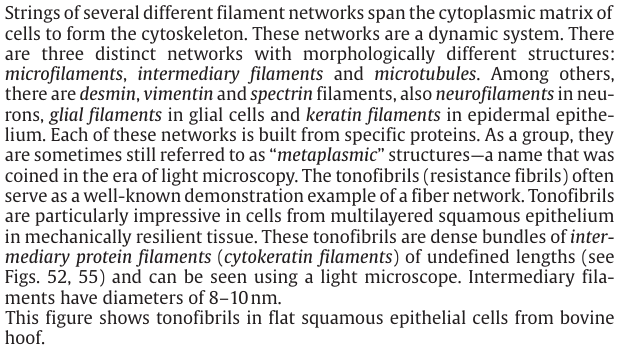 Strings of several different filament networks span the cytoplasmic matrix of
cells to form the cytoskeleton. These networks are a dynamic system. There
are three distinct networks with morphologically different structures:
microfilaments, intermediary filaments and microtubules. Among others,
there are desmin, vimentin and spectrin filaments, also neurofilaments in neu-
rons, glial filaments in glial cells and keratin filaments in epidermal epithe-
lium. Each of these networks is built from specific proteins. As a group, they
are sometimes still referred to as “metaplasmic” structures—a name that was
coined in the era of light microscopy. The tonofibrils (resistance fibrils) often
serve as a well-known demonstration example of a fiber network. Tonofibrils
are particularly impressive in cells from multilayered squamous epithelium
in mechanically resilient tissue. These tonofibrils are dense bundles of inter-
mediary protein filaments (cytokeratin filaments) of undefined lengths (see
Figs. 52, 55) and can be seen using a light microscope. Intermediary fila-
ments have diameters of 8–10 nm.
This figure shows tonofibrils in flat squamous epithelial cells from bovine
hoof.